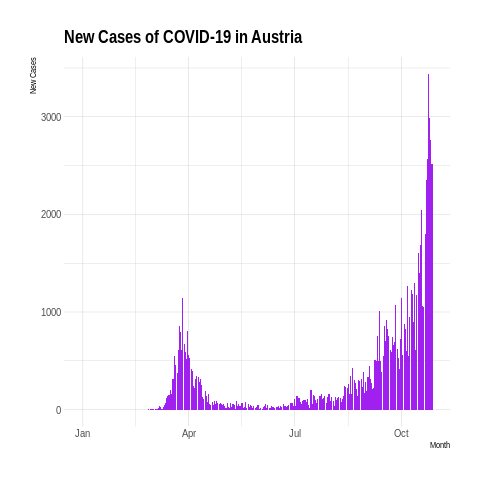 New Cases of COVID-19 in Austria
New Cases
3000
2000
1000
0
Jan Apr Jul Oct
Month